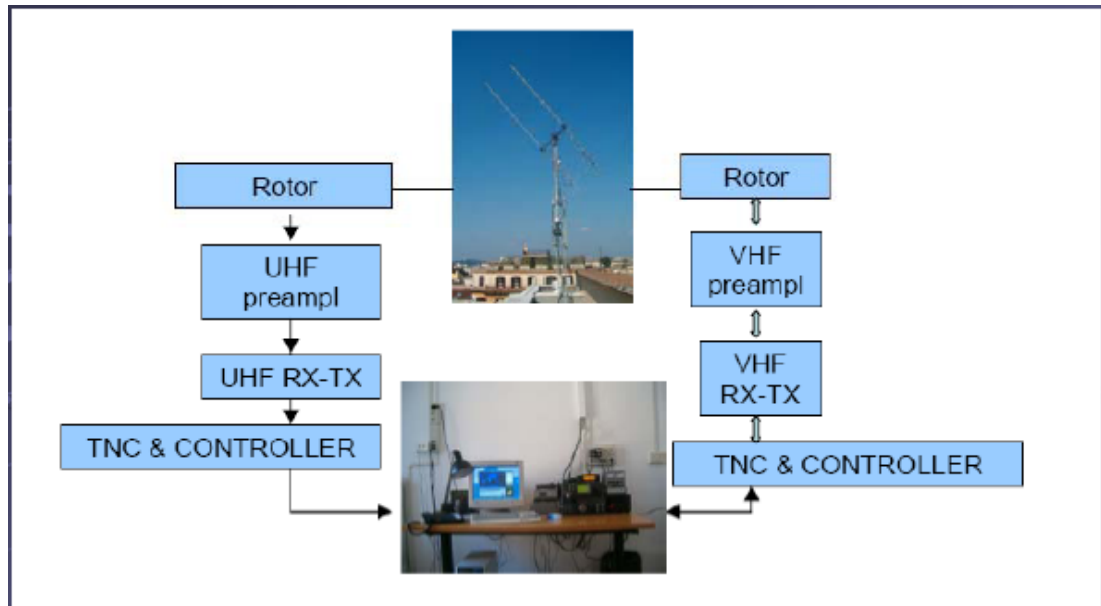 Rotor
UHF
preampl
UHF RX-TX
TNC & CONTROLLER
Rotor
VHF
preampl
VHF
RX-TX
TNC & CONTROLLER